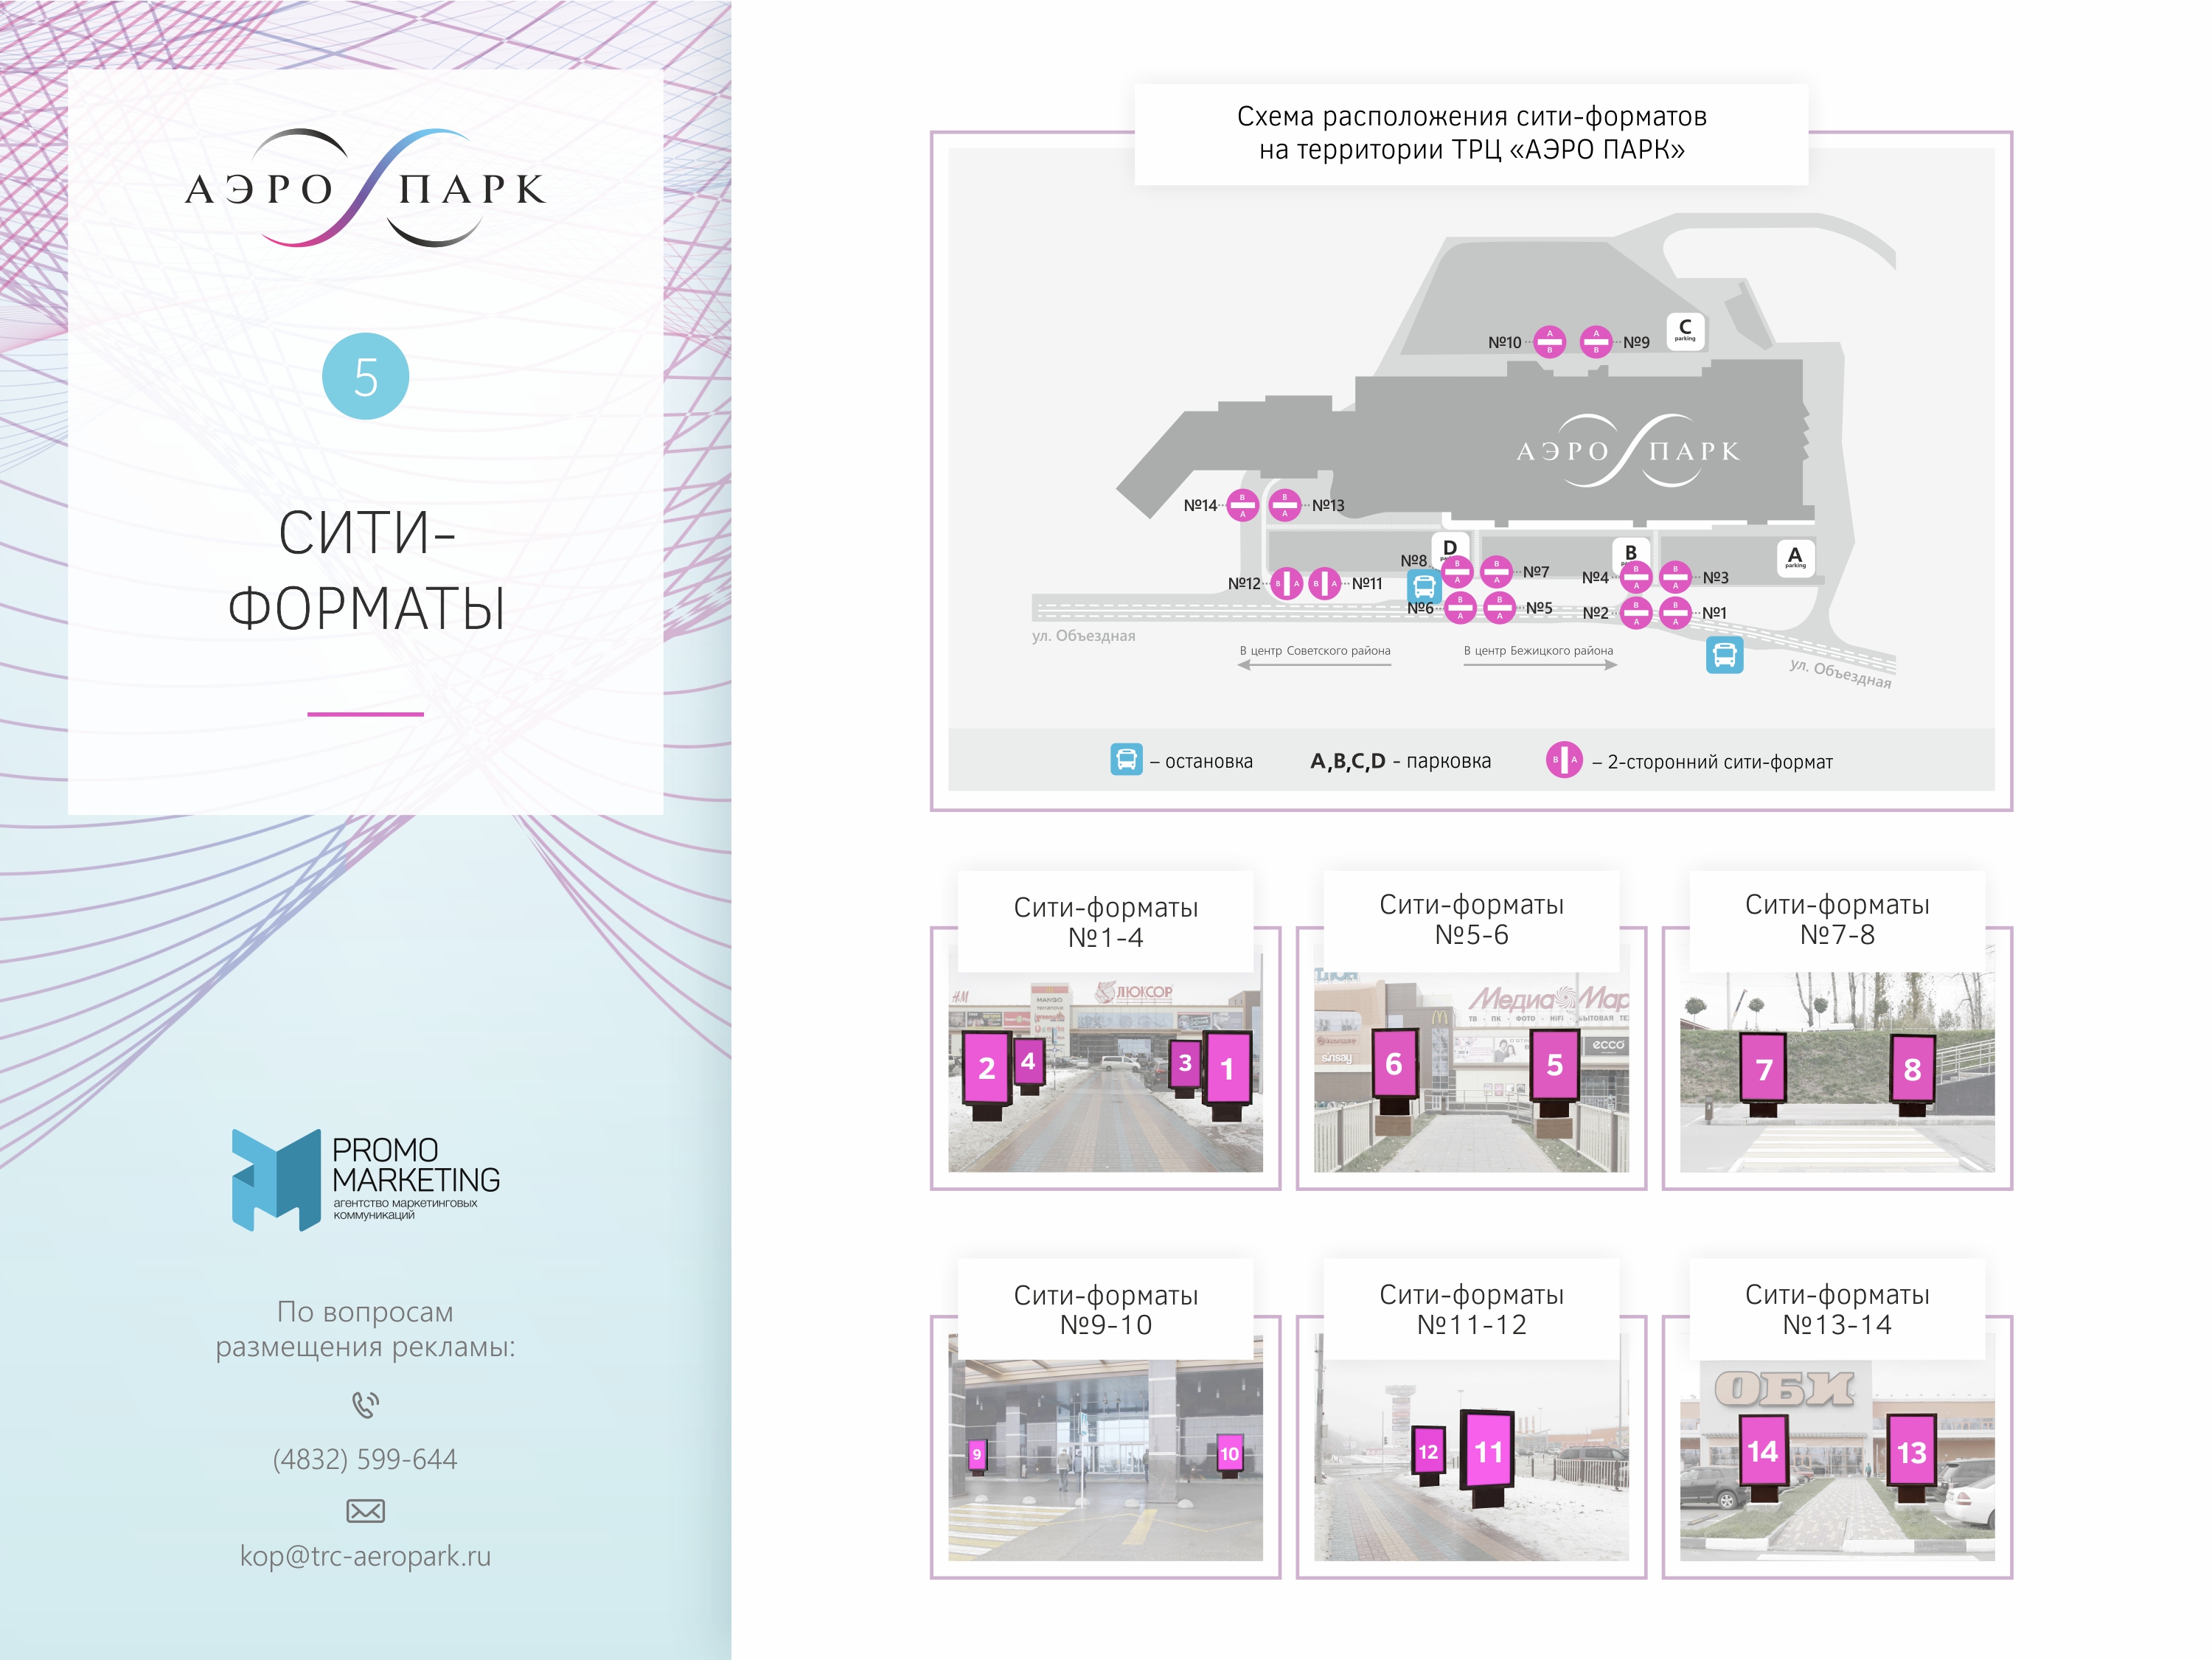 АЭРО ПАРК
5
СИТИ-
ФОРМАТЫ
PROMO
MARKETING
агентство маркетинговых
коммуникаций
По вопросам
размещения рекламы:
(4832) 599-644
kop@trc-aeropark.ru
Схема расположения сити-форматов
на территории ТРЦ «АЭРО ПАРК»
C
parking
№10 A B A B №9
АЭРО ПАРК
№14 B A B A №13
D
B
A
parking
№8 B A B A №7
№4 B A B A №3
№12 B A B A №11
№6 B A B A №5
№2 B A B A №1
ул. Объездная
В центр Советского района
В центр Бежицкого района
ул. Объездная
– остановка
A,B,C,D - парковка
B A – 2-сторонний сити-формат
Сити-форматы
№1-4
H&M
MANGO
ЛЮКСОР
2
4
3
1
Сити-форматы
№5-6
Медиа Мар
ТВ · ПК · ФОТО · HiFi · БЫТОВАЯ ТЕ
sinsay
ecco
6
5
Сити-форматы
№7-8
7
8
Сити-форматы
№9-10
9
10
Сити-форматы
№11-12
12
11
Сити-форматы
№13-14
ОБИ
14
13